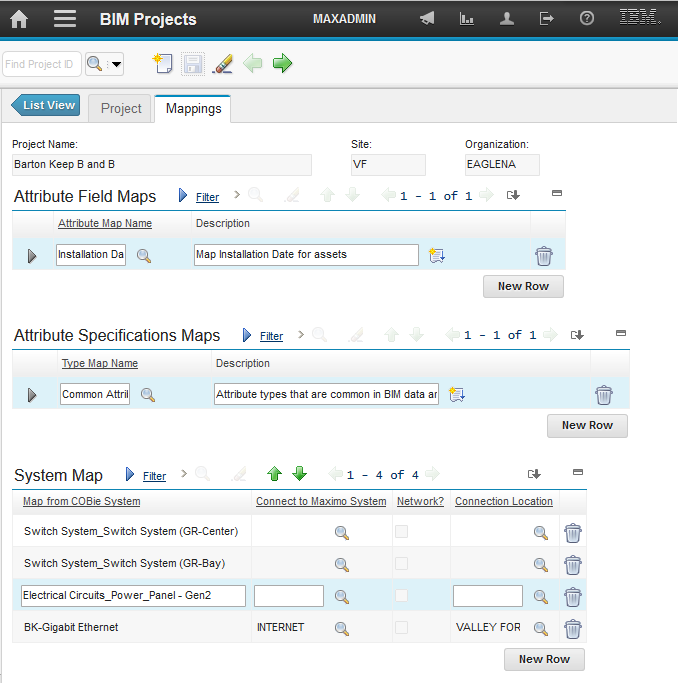 BIM Projects MAXADMIN IBM.
Find Project ID
List View Project Mappings
Project Name: Site: Organization:
Barton Keep B and B VF EAGLENA
Attribute Field Maps Filter 1 - 1 of 1
Attribute Map Name Description
Installation Da Map Installation Date for assets
New Row
Attribute Specifications Maps Filter 1 - 1 of 1
Type Map Name Description
Common Attril Attribute types that are common in BIM data ar
New Row
System Map Filter 1 - 4 of 4
Map from COBie System Connect to Maximo System Network? Connection Location
Switch System_Switch System (GR-Center)
Switch System_Switch System (GR-Bay)
Electrical Circuits_Power_Panel - Gen2
BK-Gigabit Ethernet INTERNET VALLEY FOR
New Row